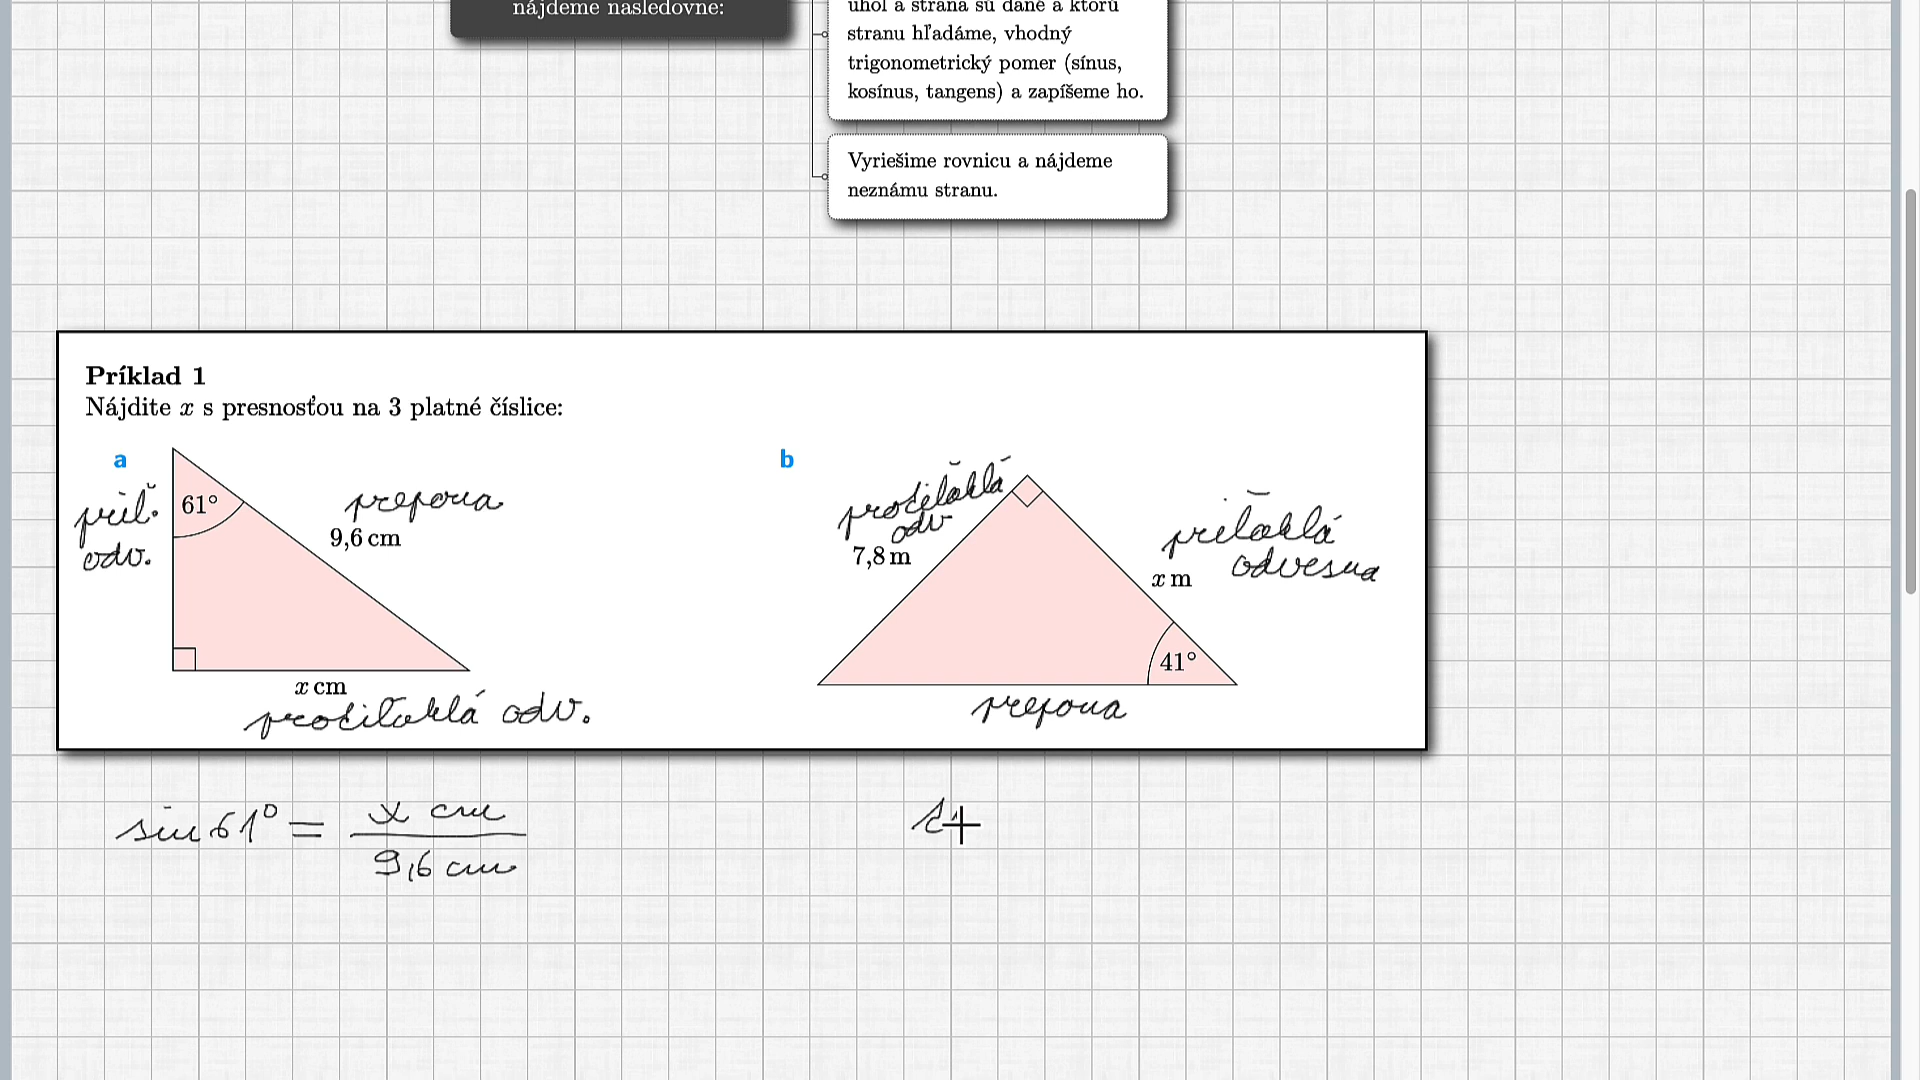 nájdeme nasledovne:
uhol a strana sú dané a ktorú
stranu hľadáme, vhodný
trigonometrický pomer (sínus,
kosínus, tangens) a zapíšeme ho.
Vyriešime rovnicu a nájdeme
neznámu stranu.
Príklad 1
Nájdite x s presnosťou na 3 platné číslice:
a
priľ.
odv.
61°
prepona
9,6 cm
x cm
protiľahlá odv.
b
protiľahlá
odv
7,8 m
priľahlá
odvesna
x m
41°
prepona
sin 61° = x cm / 9,6 cm